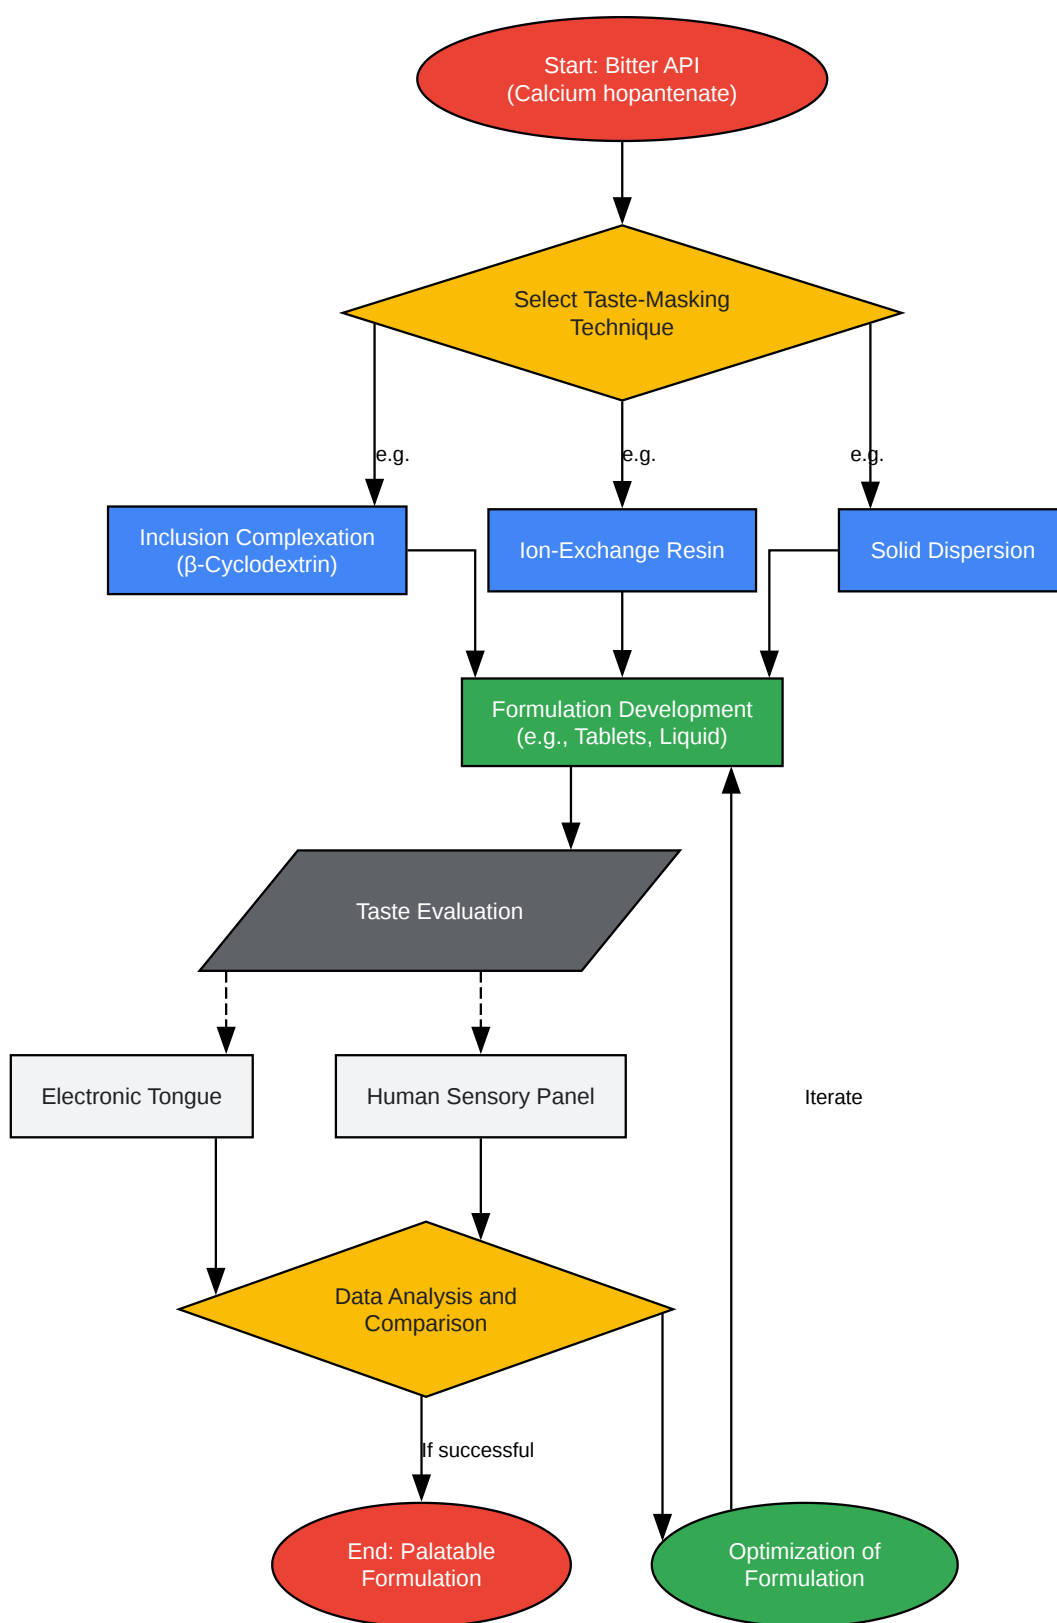 Start: Bitter API
(Calcium hopantenate)
Select Taste-Masking
Technique
e.g.
e.g.
e.g.
Inclusion Complexation
(β-Cyclodextrin)
Ion-Exchange Resin
Solid Dispersion
Formulation Development
(e.g., Tablets, Liquid)
Taste Evaluation
Electronic Tongue
Human Sensory Panel
Iterate
Data Analysis and
Comparison
If successful
End: Palatable
Formulation
Optimization of
Formulation